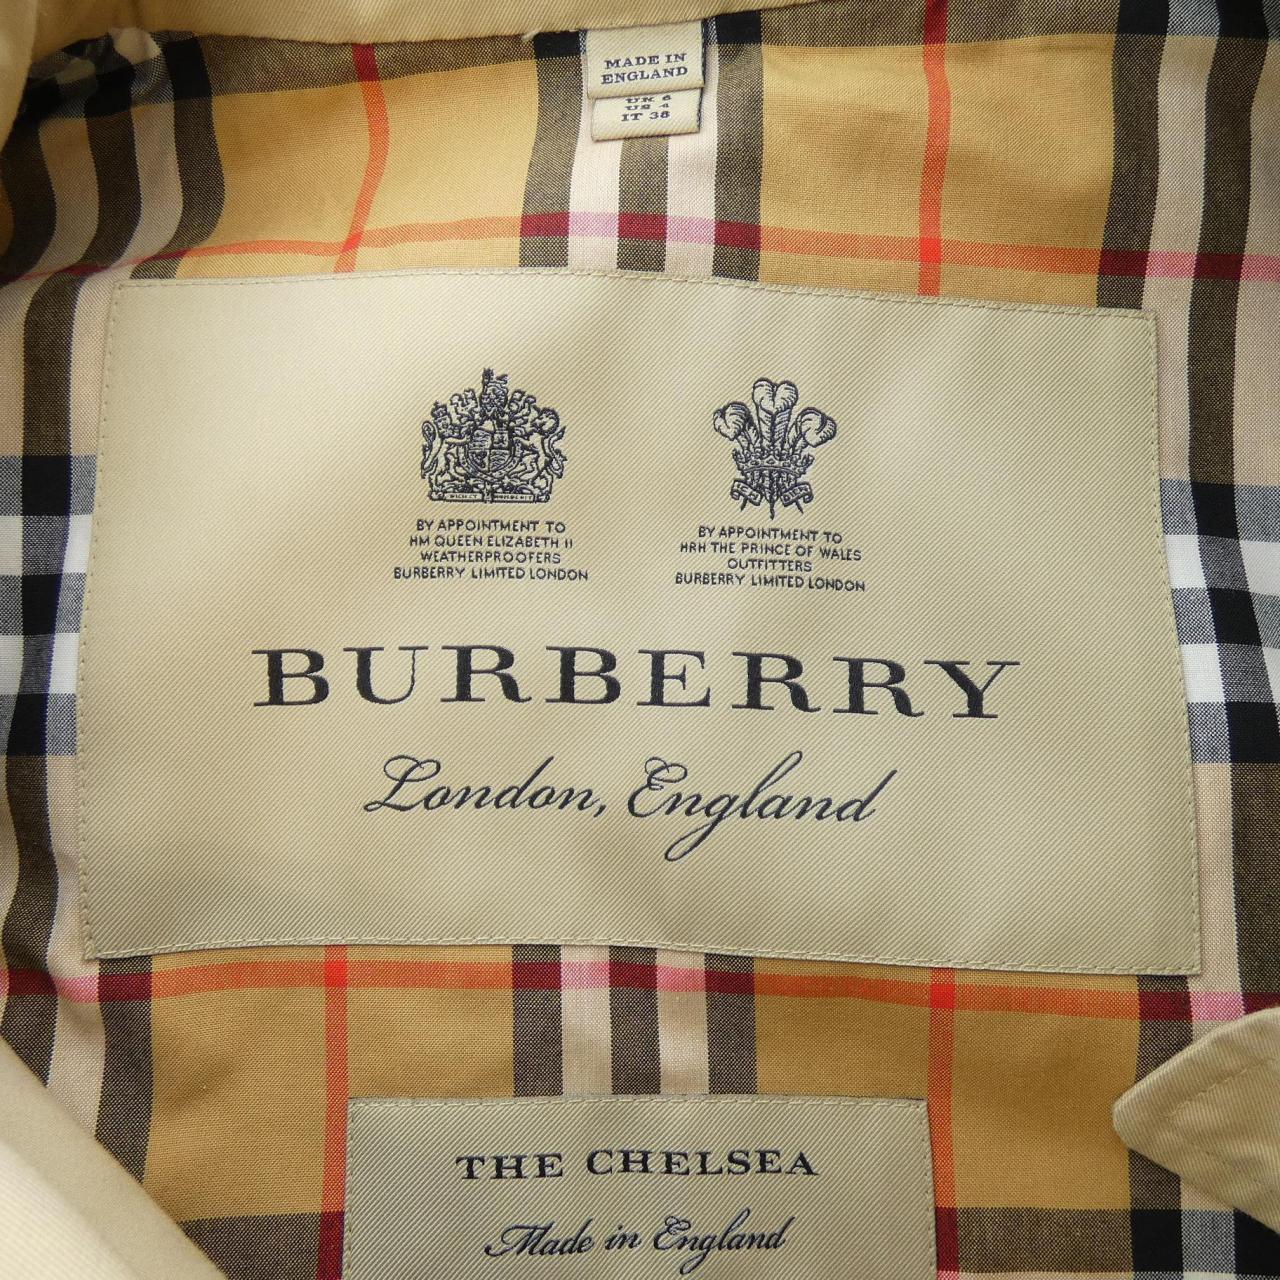 MADE IN
ENGLAND
UK 6
US 4
IT 38
BY APPOINTMENT TO
HM QUEEN ELIZABETH II
WEATHERPROOFERS
BURBERRY LIMITED LONDON
BY APPOINTMENT TO
HRH THE PRINCE OF WALES
OUTFITTERS
BURBERRY LIMITED LONDON
BURBERRY
London, England
THE CHELSEA
Made in England